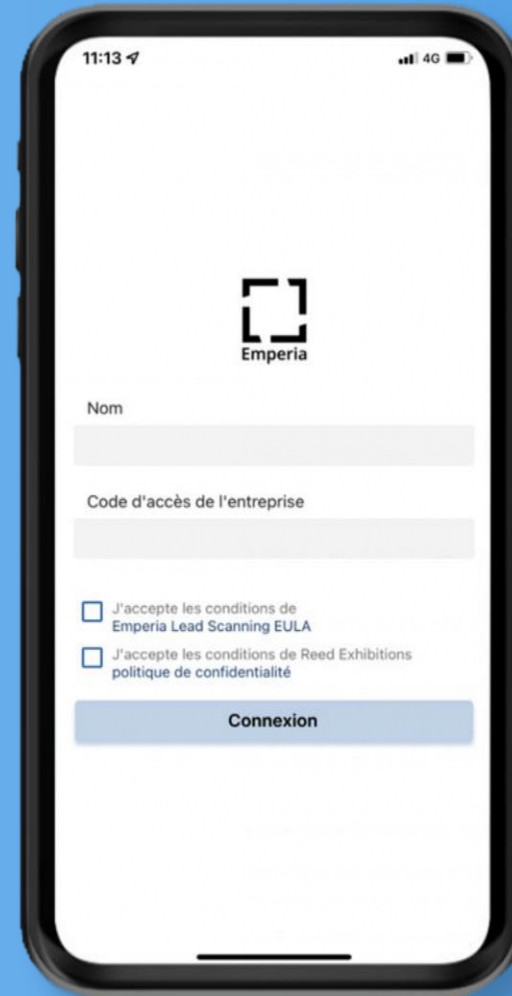 11:13
4G
Emperia
Nom
Code d'accès de l'entreprise
J'accepte les conditions de
Emperia Lead Scanning EULA
J'accepte les conditions de Reed Exhibitions
politique de confidentialité
Connexion